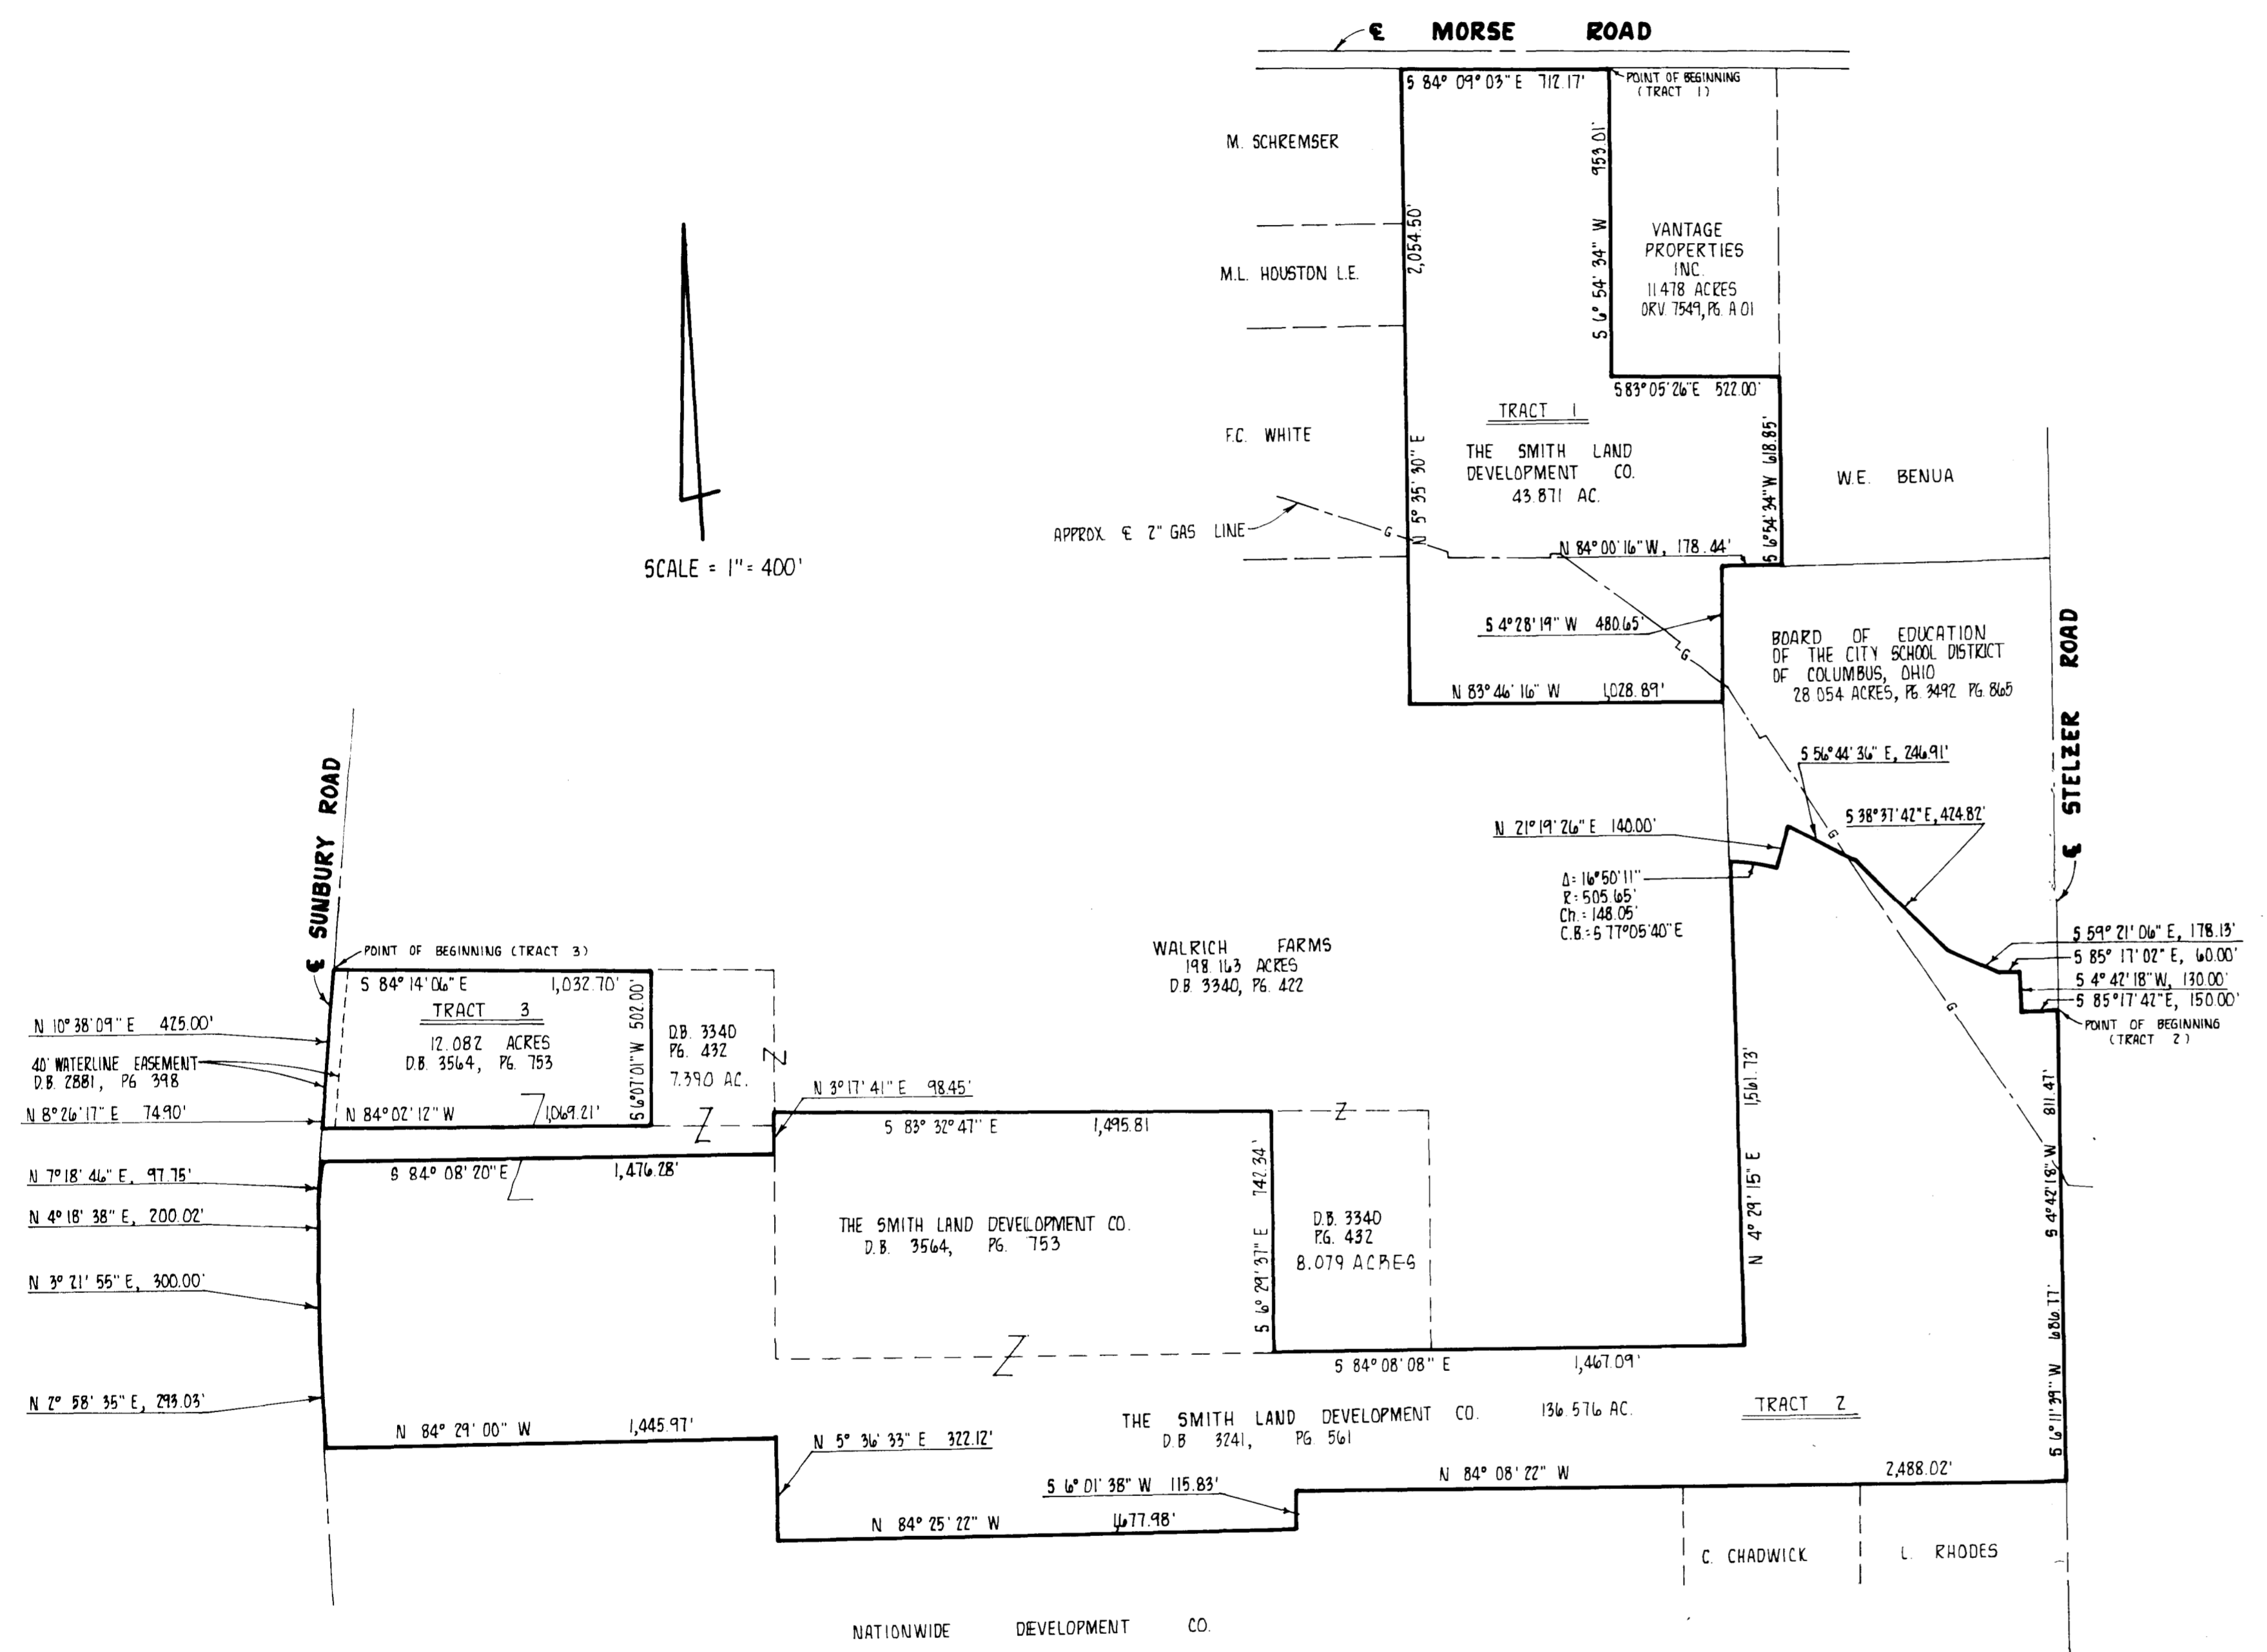 ℄ MORSE ROAD
S 84° 09° 03" E 712.17'
POINT OF BEGINNING
(TRACT 1)
M. SCHREMSER
953.01'
S 6° 54' 34" W
2,054.50'
N 5° 35' 30" E
VANTAGE
PROPERTIES
INC.
11 478 ACRES
ORV. 7549, PG. A 01
M.L. HOUSTON L.E.
S 83° 05' 26" E 522.00'
TRACT 1
THE SMITH LAND
DEVELOPMENT CO.
43.871 AC.
F.C. WHITE
S 6° 54' 34" W 618.85'
W.E. BENUA
APPROX. ℄ 2" GAS LINE
G
N 84° 00' 16" W, 178.44'
SCALE = 1" = 400'
S 4° 28' 19" W 480.65'
G
N 83° 46' 16" W 1,028.89'
BOARD OF EDUCATION
OF THE CITY SCHOOL DISTRICT
OF COLUMBUS, OHIO
28 054 ACRES, PG. 3492 PG. 865
℄ STELZER ROAD
S 56° 44' 36" E, 246.91'
S 38° 37' 42" E, 424.82'
N 21° 19' 26" E 140.00'
G
Δ = 16° 50' 11"
R = 505.65'
Ch. = 148.05'
C.B. = S 77° 05' 40" E
S 59° 21' 06" E, 178.13'
S 85° 17' 02" E, 60.00'
S 4° 42' 18" W, 130.00'
S 85° 17' 42" E, 150.00'
POINT OF BEGINNING
(TRACT 2)
G
℄ SUNBURY ROAD
POINT OF BEGINNING (TRACT 3)
S 84° 14' 06" E 1,032.70'
TRACT 3
12.082 ACRES
D.B. 3564, PG. 753
S 6° 07' 01" W 502.00'
N 10° 38' 09" E 425.00'
40' WATERLINE EASEMENT
D.B. 2881, PG 398
N 8° 26' 17" E 74.90'
N 84° 02' 12" W 1,069.21'
D.B. 3340
PG. 432
7.390 AC.
WALRICH FARMS
198.163 ACRES
D.B. 3340, PG. 422
N 3° 17' 41" E 98.45'
S 83° 32' 47" E 1,495.81
N 7° 18' 46" E, 97.75'
N 4° 18' 38" E, 200.02'
N 3° 21' 55" E, 300.00'
N 2° 58' 35" E, 293.03'
S 84° 08' 20" E 1,476.28'
THE SMITH LAND DEVELOPMENT CO.
D.B. 3564, PG. 753
S 6° 29' 37" E 742.34'
D.B. 3340
P.G. 432
8.079 ACRES
N 4° 29' 15" E 1,561.73'
S 4° 42' 18" W 811.47'
S 6° 11' 39" W 686.77'
S 84° 08' 08" E 1,467.09'
N 84° 29' 00" W 1,445.97'
THE SMITH LAND DEVELOPMENT CO. 136.576 AC.
D.B 3241, PG. 561
TRACT 2
N 5° 36' 33" E 322.12'
S 6° 01' 38" W 115.83'
N 84° 08' 22" W 2,488.02'
N 84° 25' 22" W 1,677.98'
C. CHADWICK
L. RHODES
NATIONWIDE DEVELOPMENT CO.